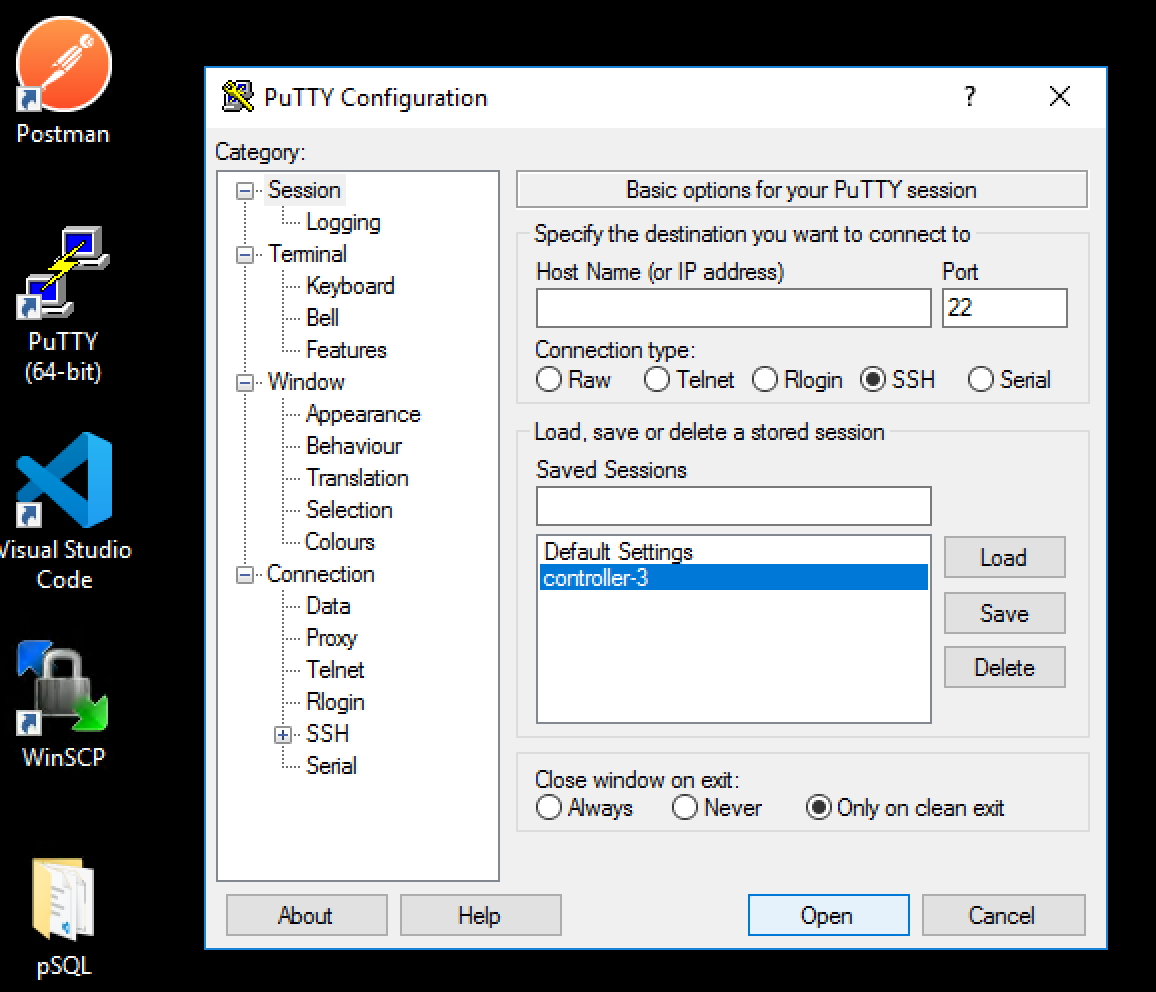 Postman
PuTTY
(64-bit)
Visual Studio
Code
WinSCP
pSQL
PuTTY Configuration
?
Category:
Session
Logging
Terminal
Keyboard
Bell
Features
Window
Appearance
Behaviour
Translation
Selection
Colours
Connection
Data
Proxy
Telnet
Rlogin
SSH
Serial
Basic options for your PuTTY session
Specify the destination you want to connect to
Host Name (or IP address) Port
22
Connection type:
Raw Telnet Rlogin SSH Serial
Load, save or delete a stored session
Saved Sessions
Default Settings
controller-3
Load
Save
Delete
Close window on exit:
Always Never Only on clean exit
About Help Open Cancel